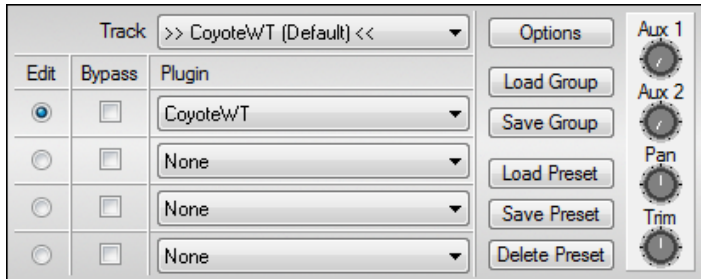 Track >> CoyoteWT (Default) << Options Aux 1
Edit Bypass Plugin Load Group Aux 2
CoyoteWT Save Group
None Load Preset Pan
None Save Preset Trim
None Delete Preset